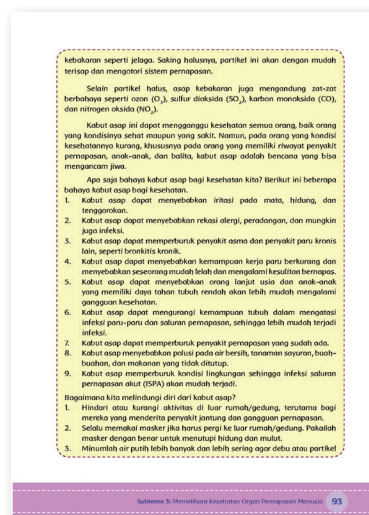 kebakaran seperti jelaga. Saking halusnya, partikel ini akan dengan mudah
terisap dan mengotori sistem pernapasan.
Selain partikel halus, asap kebakaran juga mengandung zat-zat
berbahaya seperti ozon (O₃), sulfur dioksida (SO₂), karbon monoksida (CO),
dan nitrogen oksida (NO₂).
Kabut asap ini dapat mengganggu kesehatan semua orang, baik orang
yang kondisinya sehat maupun yang sakit. Namun, pada orang yang kondisi
kesehatannya kurang, khususnya pada orang yang memiliki riwayat penyakit
pernapasan, anak-anak, dan balita, kabut asap adalah bencana yang bisa
mengancam jiwa.
Apa saja bahaya kabut asap bagi kesehatan kita? Berikut ini beberapa
bahaya kabut asap bagi kesehatan.
1. Kabut asap dapat menyebabkan iritasi pada mata, hidung, dan
tenggorokan.
2. Kabut asap dapat menyebabkan rekasi alergi, peradangan, dan mungkin
juga infeksi.
3. Kabut asap dapat memperburuk penyakit asma dan penyakit paru kronis
lain, seperti bronkitis kronik.
4. Kabut asap dapat menyebabkan kemampuan kerja paru berkurang dan
menyebabkan seseorang mudah lelah dan mengalami kesulitan bernapas.
5. Kabut asap dapat menyebabkan orang lanjut usia dan anak-anak
yang memiliki daya tahan tubuh rendah akan lebih mudah mengalami
gangguan kesehatan.
6. Kabut asap dapat mengurangi kemampuan tubuh dalam mengatasi
infeksi paru-paru dan saluran pernapasan, sehingga lebih mudah terjadi
infeksi.
7. Kabut asap dapat memperburuk penyakit pernapasan yang sudah ada.
8. Kabut asap menyebabkan polusi pada air bersih, tanaman sayuran, buah-
buahan, dan makanan yang tidak ditutup.
9. Kabut asap memperburuk kondisi lingkungan sehingga infeksi saluran
pernapasan akut (ISPA) akan mudah terjadi.
Bagaimana kita melindungi diri dari kabut asap?
1. Hindari atau kurangi aktivitas di luar rumah/gedung, terutama bagi
mereka yang menderita penyakit jantung dan gangguan pernapasan.
2. Selalu memakai masker jika harus pergi ke luar rumah/gedung. Pakailah
masker dengan benar untuk menutupi hidung dan mulut.
3. Minumlah air putih lebih banyak dan lebih sering agar debu atau partikel
Subtema 3: Memelihara Kesehatan Organ Pernapasan Manusia 93